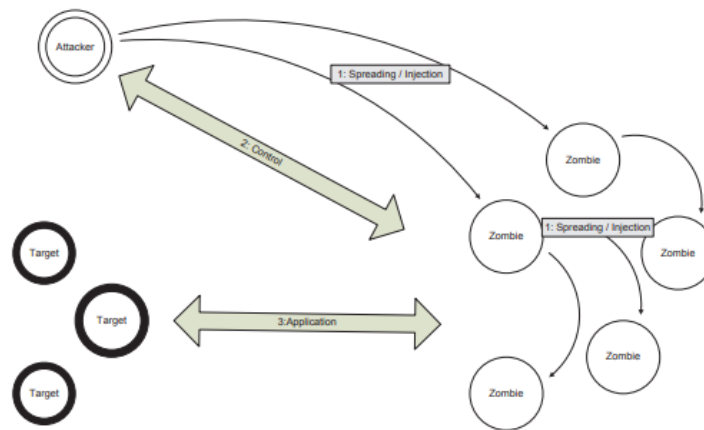 Attacker
1: Spreading / Injection
2: Control
Zombie
Zombie
1: Spreading / Injection
Zombie
Target
Target
3:Application
Zombie
Target
Zombie